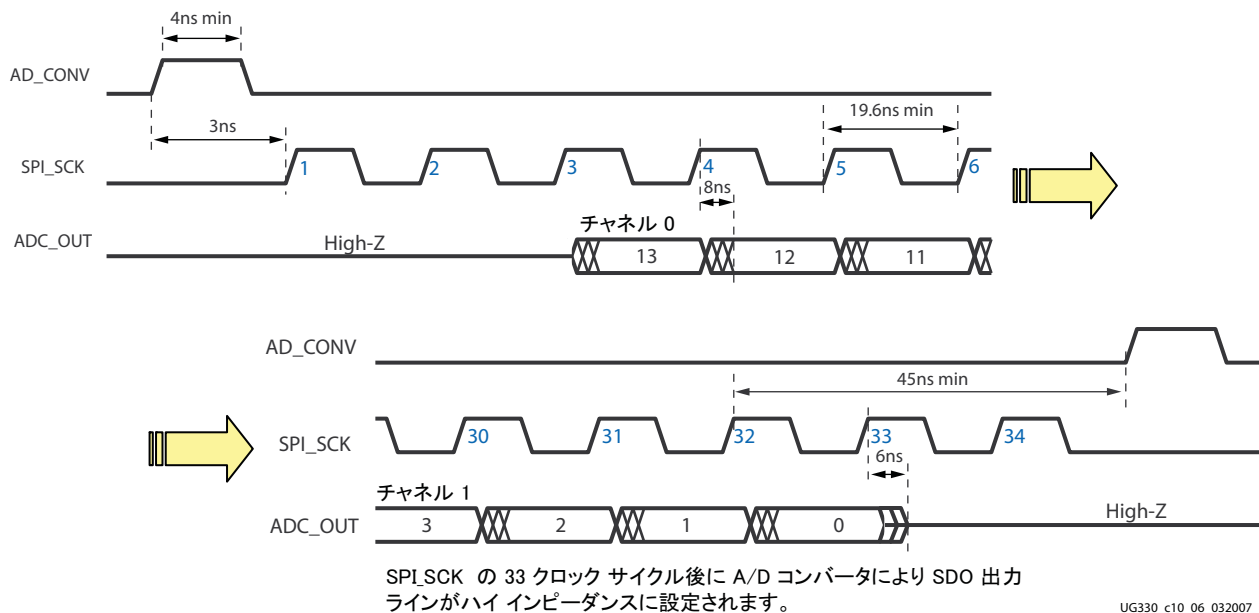 4ns min
AD_CONV
3ns
19.6ns min
SPI_SCK
1
2
3
4
5
6
8ns
チャネル 0
ADC_OUT
High-Z
13
12
11
AD_CONV
45ns min
SPI_SCK
30
31
32
33
34
6ns
チャネル 1
ADC_OUT
3
2
1
0
High-Z
SPI_SCK の 33 クロック サイクル後に A/D コンバータにより SDO 出力
ラインがハイ インピーダンスに設定されます。
UG330_c10_06_032007